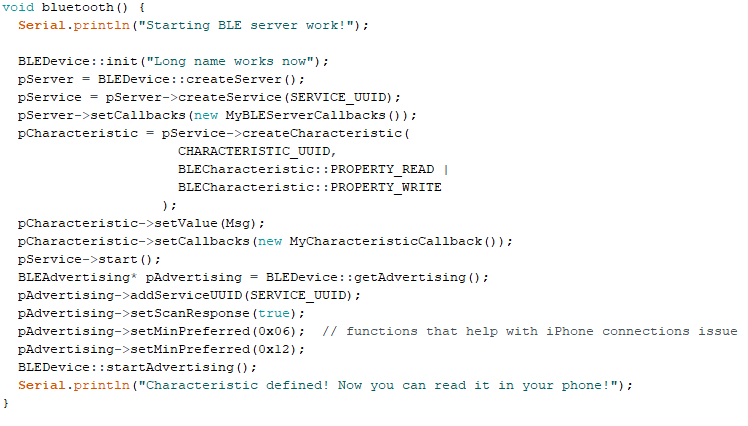 void bluetooth() {
  Serial.println("Starting BLE server work!");

  BLEDevice::init("Long name works now");
  pServer = BLEDevice::createServer();
  pService = pServer->createService(SERVICE_UUID);
  pServer->setCallbacks(new MyBLEServerCallbacks());
  pCharacteristic = pService->createCharacteristic(
                      CHARACTERISTIC_UUID,
                      BLECharacteristic::PROPERTY_READ |
                      BLECharacteristic::PROPERTY_WRITE
                    );
  pCharacteristic->setValue(Msg);
  pCharacteristic->setCallbacks(new MyCharacteristicCallback());
  pService->start();
  BLEAdvertising* pAdvertising = BLEDevice::getAdvertising();
  pAdvertising->addServiceUUID(SERVICE_UUID);
  pAdvertising->setScanResponse(true);
  pAdvertising->setMinPreferred(0x06);  // functions that help with iPhone connections issue
  pAdvertising->setMinPreferred(0x12);
  BLEDevice::startAdvertising();
  Serial.println("Characteristic defined! Now you can read it in your phone!");
}